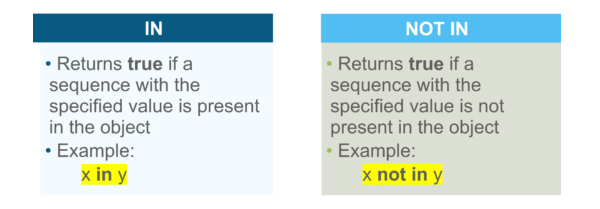 IN
• Returns true if a
sequence with the
specified value is present
in the object
• Example:
x in y
NOT IN
• Returns true if a
sequence with the
specified value is not
present in the object
• Example:
x not in y